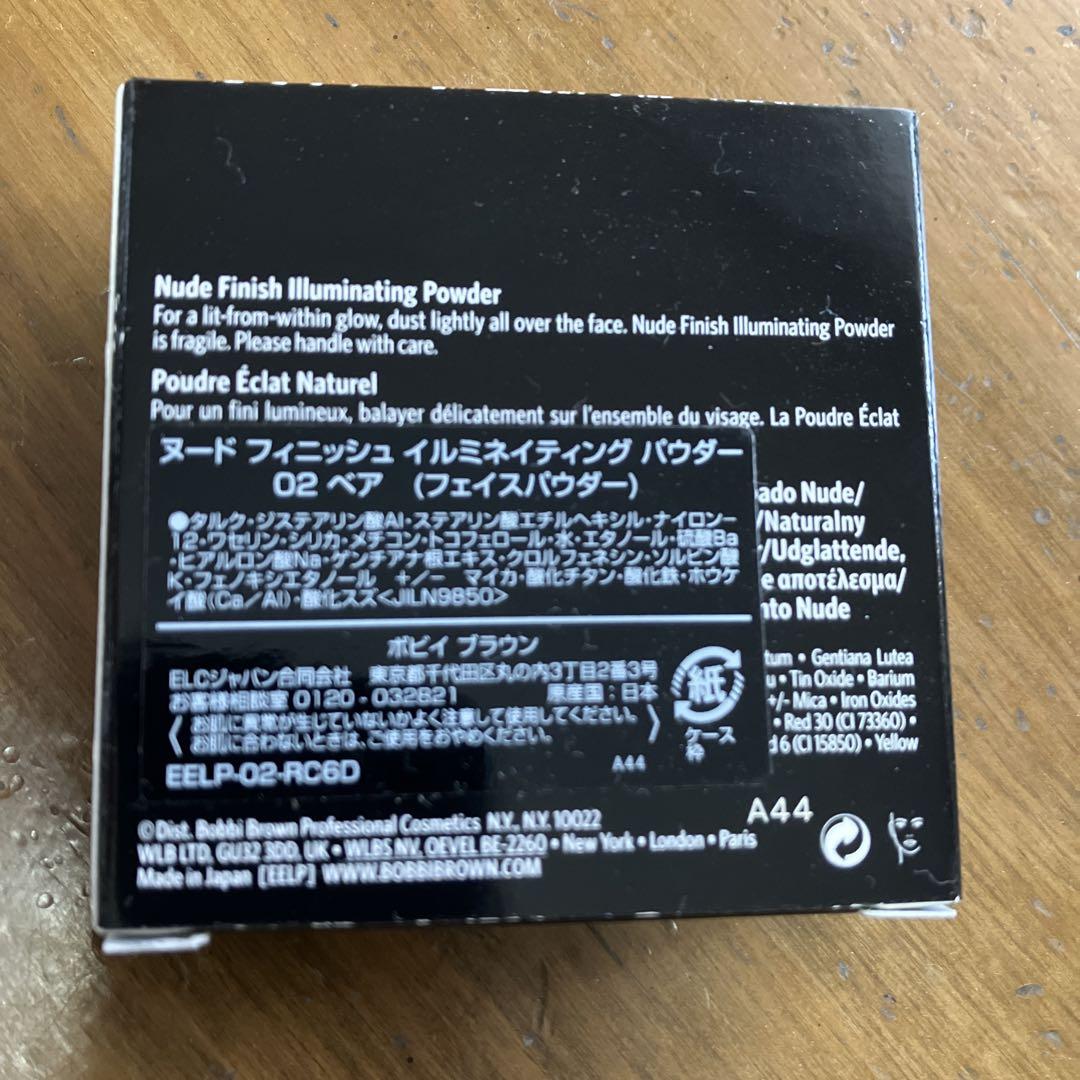 Nude Finish Illuminating Powder
For a lit-from-within glow, dust lightly all over the face. Nude Finish Illuminating Powder
is fragile. Please handle with care.
Poudre Éclat Naturel
Pour un fini lumineux, balayer délicatement sur l'ensemble du visage. La Poudre Éclat
ヌード フィニッシュ イルミネイティング パウダー
02 ベア (フェイスパウダー)
●タルク・ジステアリン酸Al・ステアリン酸エチルヘキシル・ナイロン-
12・ワセリン・シリカ・メチコン・トコフェロール・水・エタノール・硫酸Ba
・ヒアルロン酸Na・ゲンチアナ根エキス・クロルフェネシン・ソルビン酸
K・フェノキシエタノール +/- マイカ・酸化チタン・酸化鉄・ホウケ
イ酸(Ca/Al)・酸化スズ<JILN9850>
ボビイ ブラウン
ELCジャパン合同会社 東京都千代田区丸の内3丁目2番3号
お客様相談室 0120-032821 原産国:日本
お肌に異常が生じていないかよく注意して使用してください。
お肌に合わないときは、ご使用をおやめください。
紙
ケース
枠
EELP-02-RC6D
A44
ado Nude/
/Naturalny
/Udglattende,
e αποτέλεσμα/
nto Nude
tum • Gentiana Lutea
u • Tin Oxide • Barium
+/- Mica • Iron Oxides
• Red 30 (CI 73360) •
d 6 (CI 15850) • Yellow
A44
©Dist. Bobbi Brown Professional Cosmetics N.Y., N.Y. 10022
WLB LTD, GU32 3DD, UK • WLBS NV, OEVEL BE-2260 • New York • London • Paris
Made in Japan [EELP] WWW.BOBBIBROWN.COM